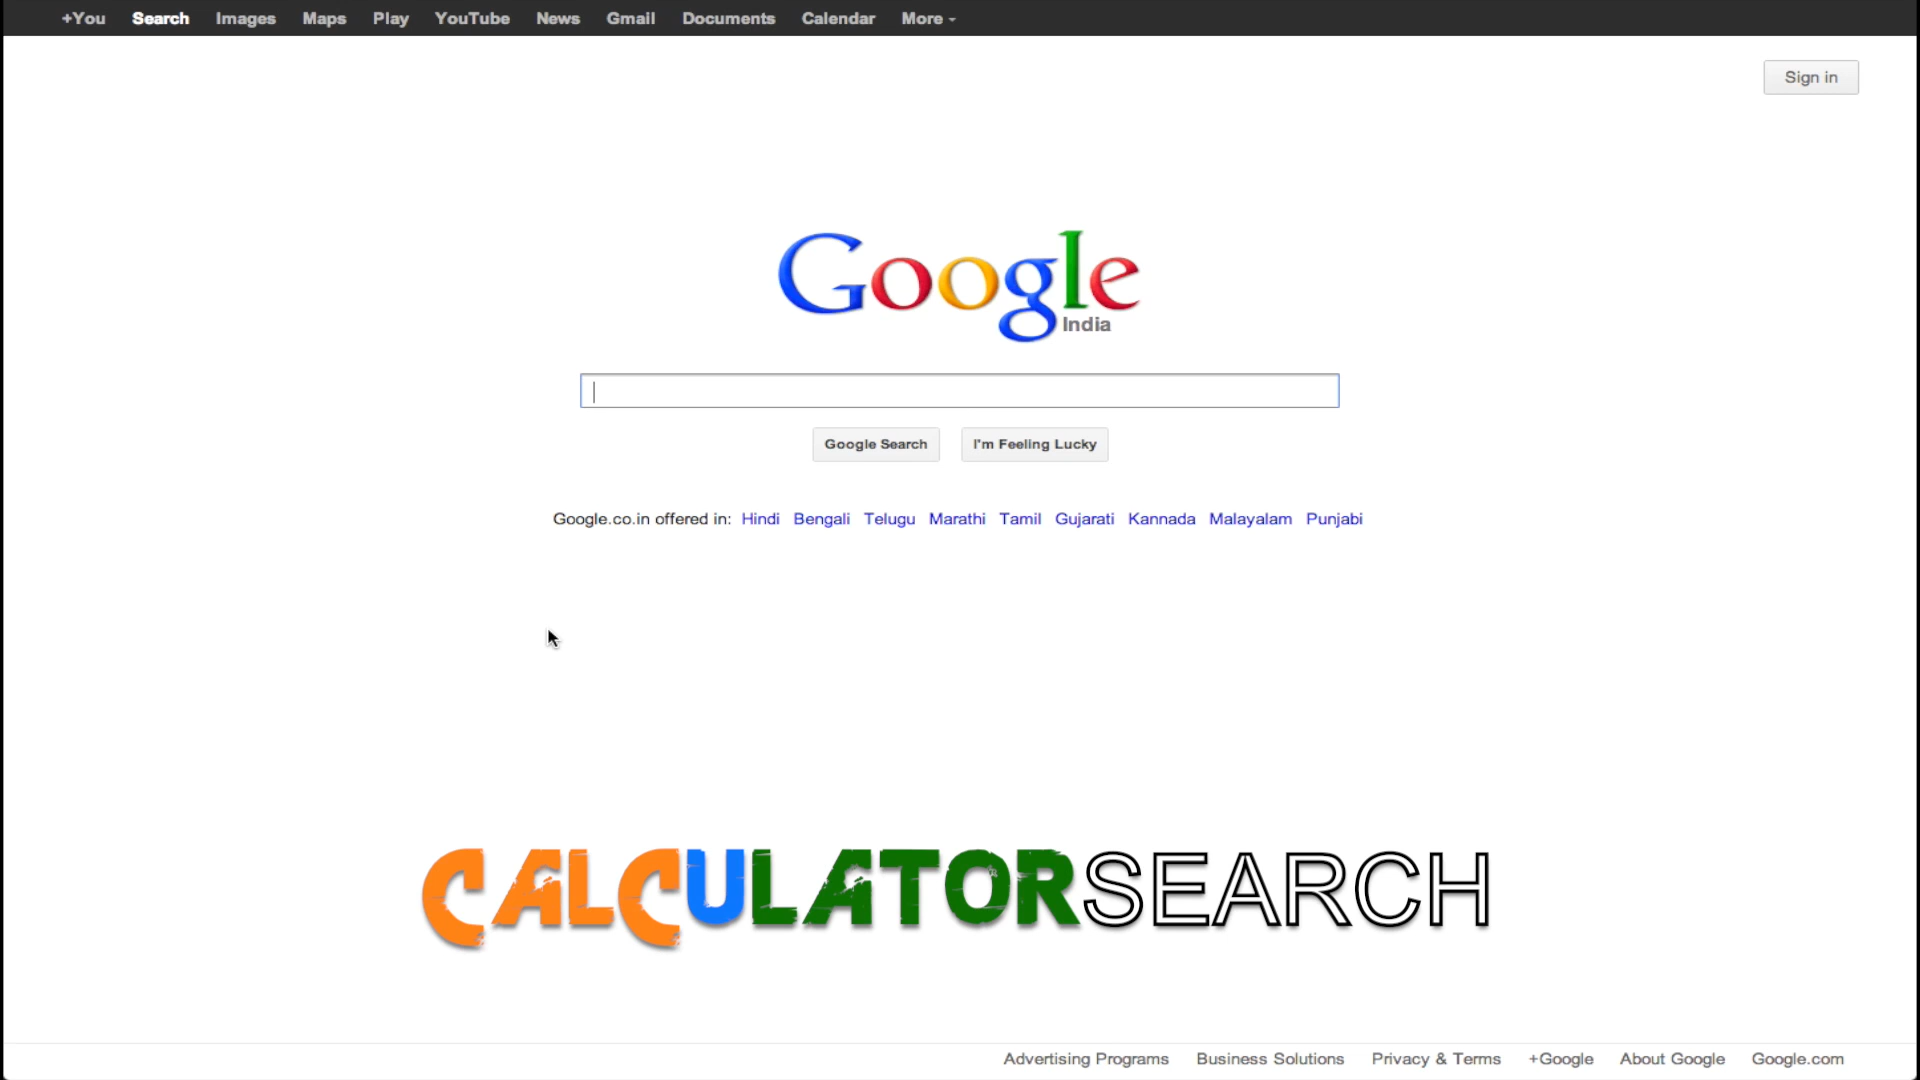 +You Search Images Maps Play YouTube News Gmail Documents Calendar More
Sign in
Google
India
Google Search I'm Feeling Lucky
Google.co.in offered in: Hindi Bengali Telugu Marathi Tamil Gujarati Kannada Malayalam Punjabi
CALCULATORSEARCH
Advertising Programs Business Solutions Privacy & Terms +Google About Google Google.com